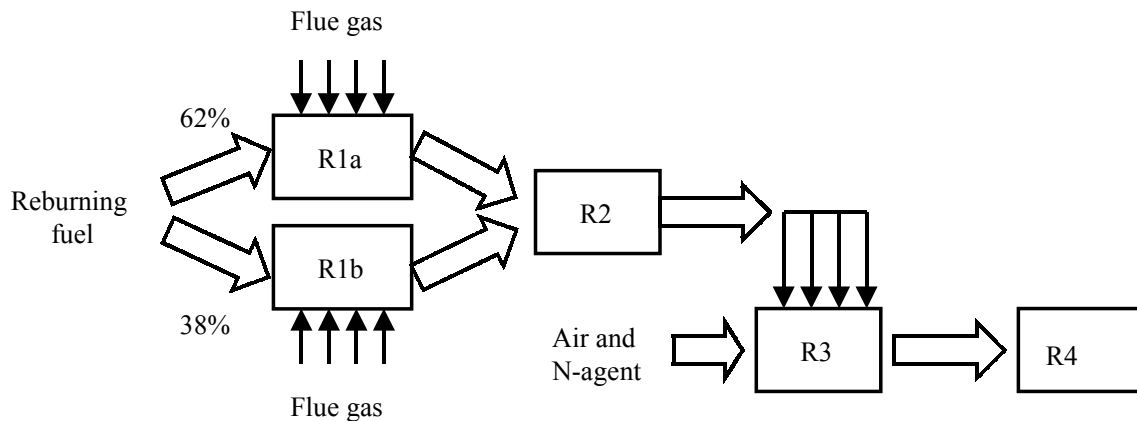 Flue gas
62%
R1a
Reburning
fuel
R2
R1b
38%
Air and
N-agent
R3
R4
Flue gas